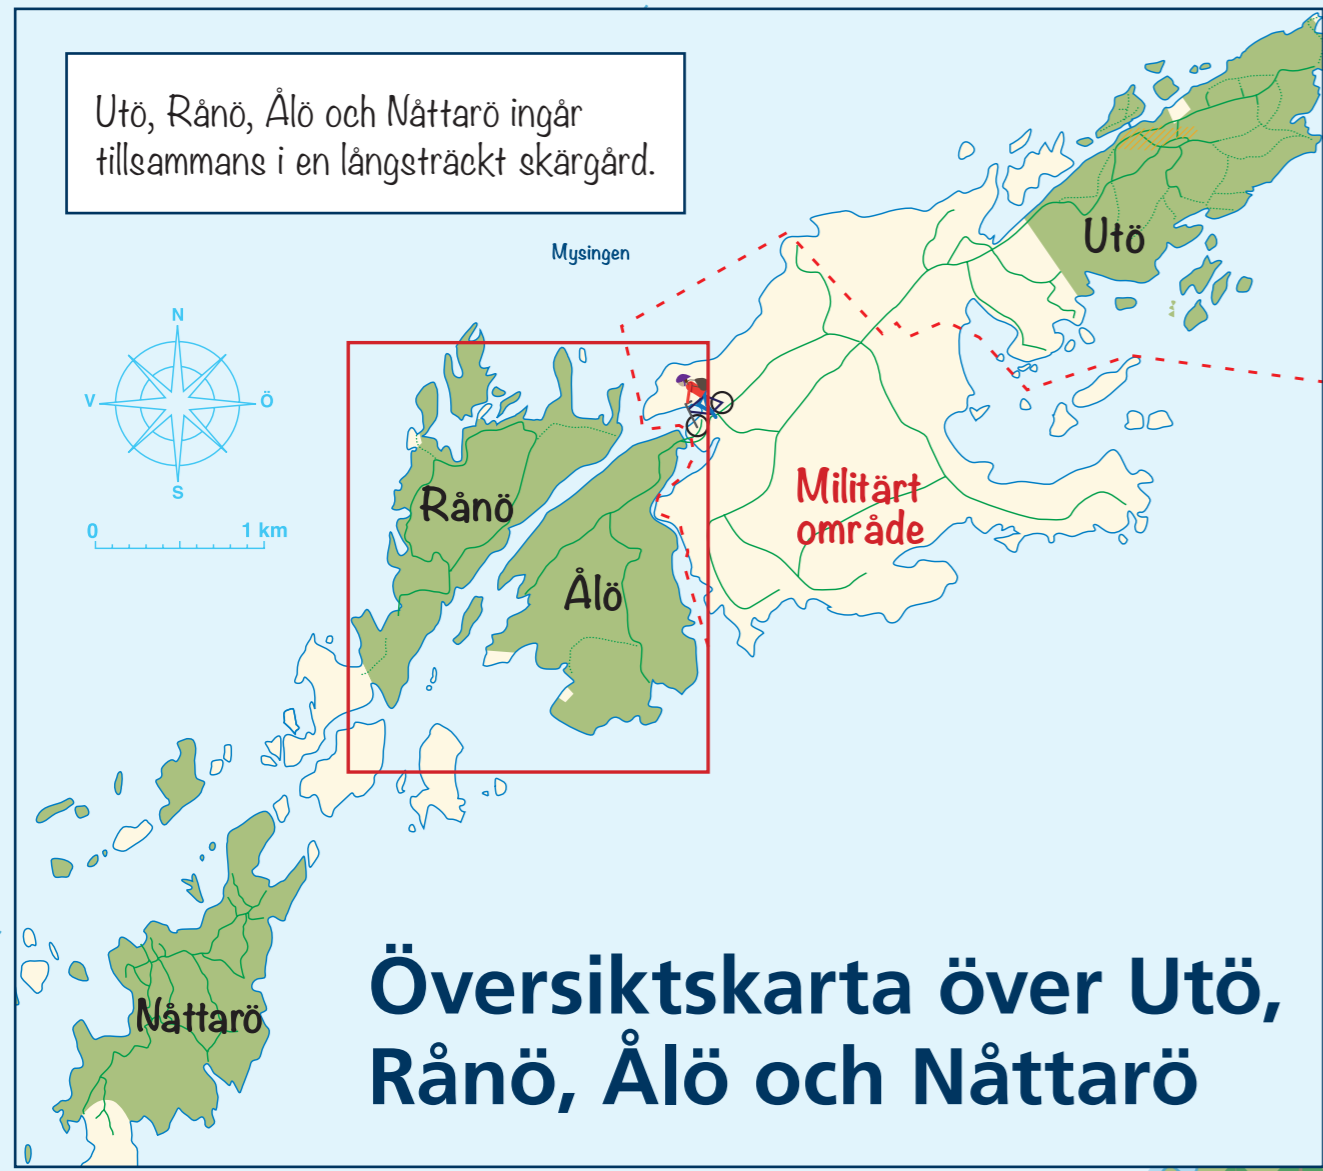 Utö, Rånö, Ålö och Nåttarö ingår
tillsammans i en långsträckt skärgård.
Mysingen
Utö
N
V
Ö
S
0
1 km
Rånö
Militärt
område
Ålö
Nåttarö
Översiktskarta över Utö,
Rånö, Ålö och Nåttarö